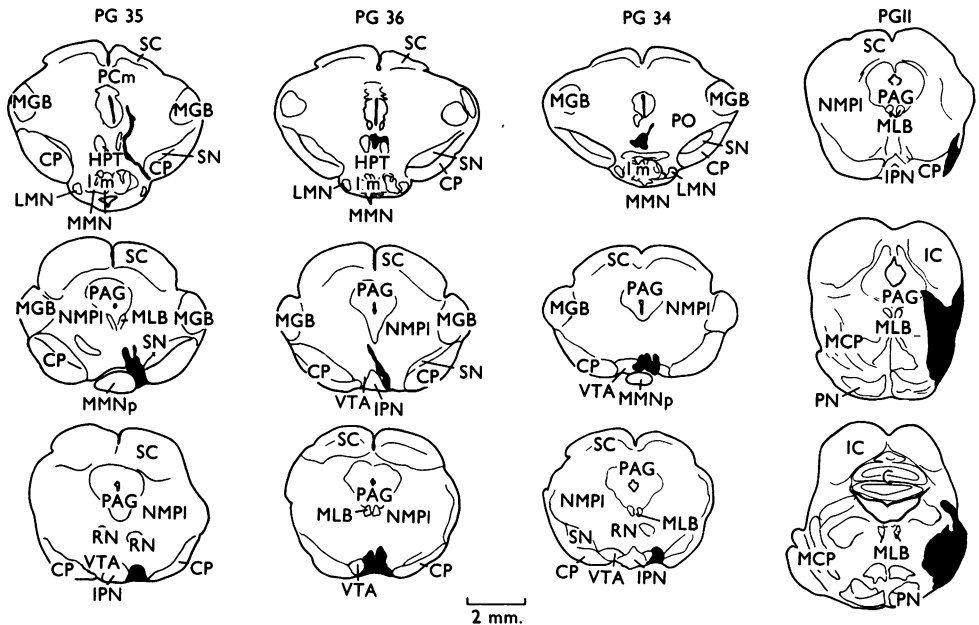 PG 35 PG 36 PG 34 PGII
SC
PCm
MGB MGB
CP HPT CP SN
l m
LMN
MMN
SC
HPT
SN
CP
LMN l m
MMN
MGB MGB
PO
SN
CP
l m LMN
MMN
SC
NMPI PAG
MLB
IPN CP
SC
PAG
MGB NMPI MLB MGB
SN
CP
MMNp
SC
PAG
MGB NMPI MGB
CP CP SN
VTA IPN
SC
PAG
MGB NMPI
CP
VTA MMNp
IC
PAG
MLB
MCP
PN
SC
PAG NMPI
RN RN
VTA
CP CP
IPN
SC
PAG
MLB NMPI
CP
VTA
SC
PAG
NMPI
MLB
RN
SN
CP VTA IPN
IC
MCP MLB
PN
2 mm.